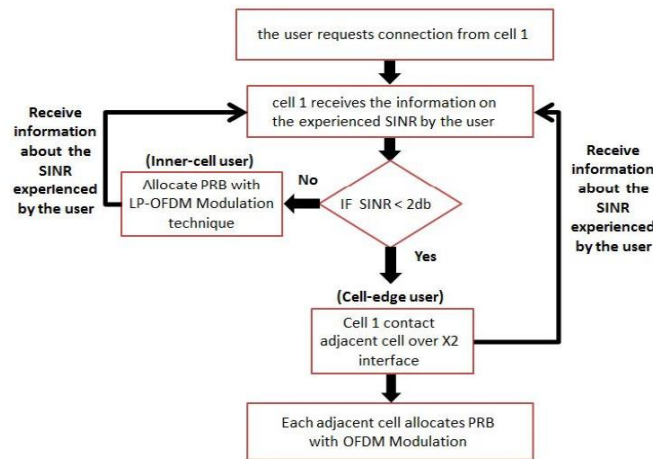 the user requests connection from cell 1
cell 1 receives the information on
the experienced SINR by the user
Receive
information
about the
SINR
experienced
by the user
(Inner-cell user)
Allocate PRB with
LP-OFDM Modulation
technique
No
IF SINR < 2db
Yes
Receive
information
about the
SINR
experienced
by the user
(Cell-edge user)
Cell 1 contact
adjacent cell over X2
interface
Each adjacent cell allocates PRB
with OFDM Modulation